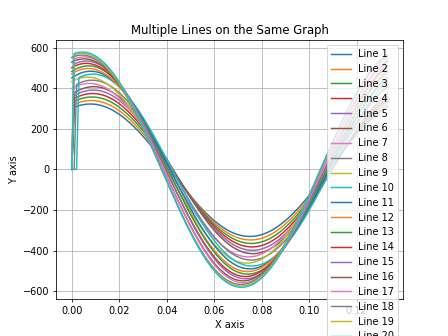 Multiple Lines on the Same Graph
600
400
200
0
−200
−400
−600
Y axis
0.00
0.02
0.04
0.06
0.08
0.10
X axis
Line 1
Line 2
Line 3
Line 4
Line 5
Line 6
Line 7
Line 8
Line 9
Line 10
Line 11
Line 12
Line 13
Line 14
Line 15
Line 16
Line 17
Line 18
Line 19
Line 20